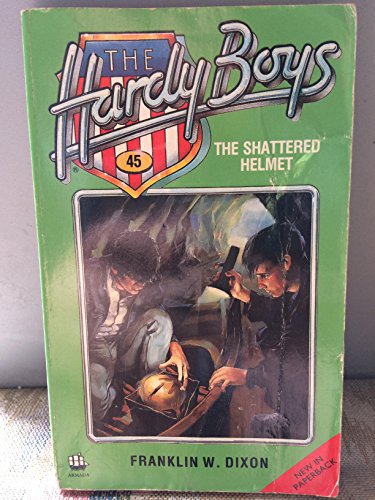 THE
Hardy Boys
®
45
THE SHATTERED
HELMET
FRANKLIN W. DIXON
ARMADA
NEW IN
PAPERBACK